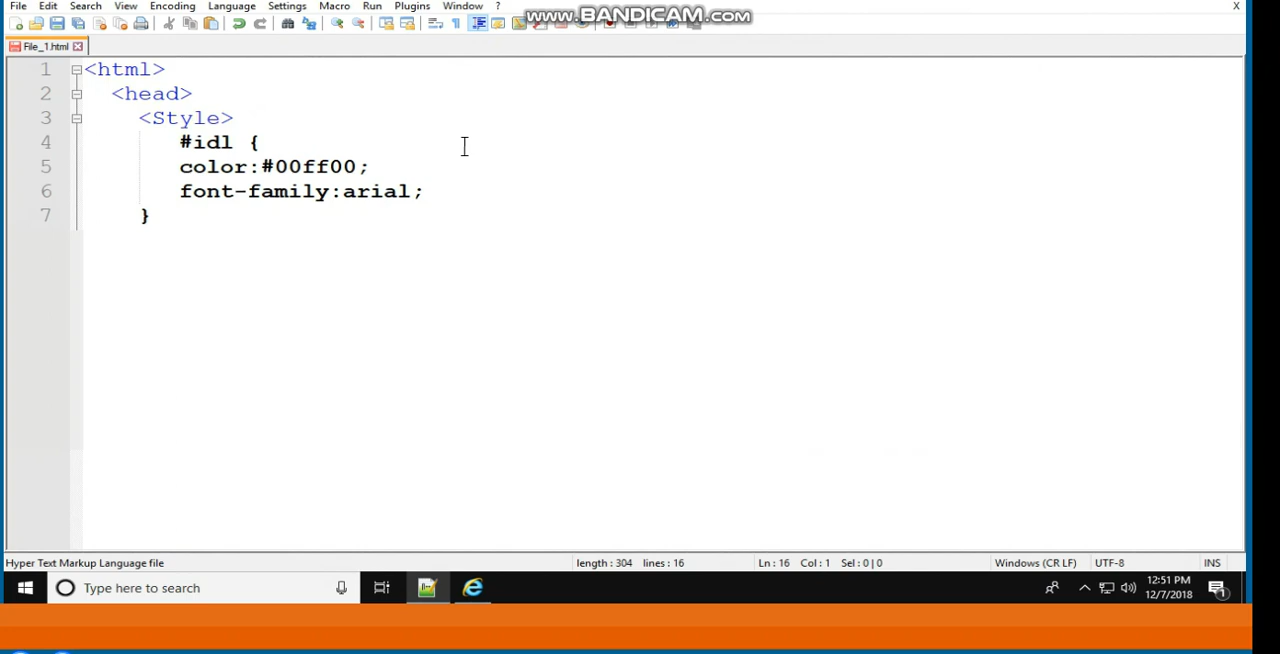 File Edit Search View Encoding Language Settings Macro Run Plugins Window ? X
www.BANDICAM.com
File_1.html
1 <html>
2 <head>
3 <Style>
4 #idl {
5 color:#00ff00;
6 font-family:arial;
7 }
Hyper Text Markup Language file length : 304 lines : 16 Ln : 16 Col : 1 Sel : 0 | 0 Windows (CR LF) UTF-8 INS
Type here to search 12:51 PM
12/7/2018 1